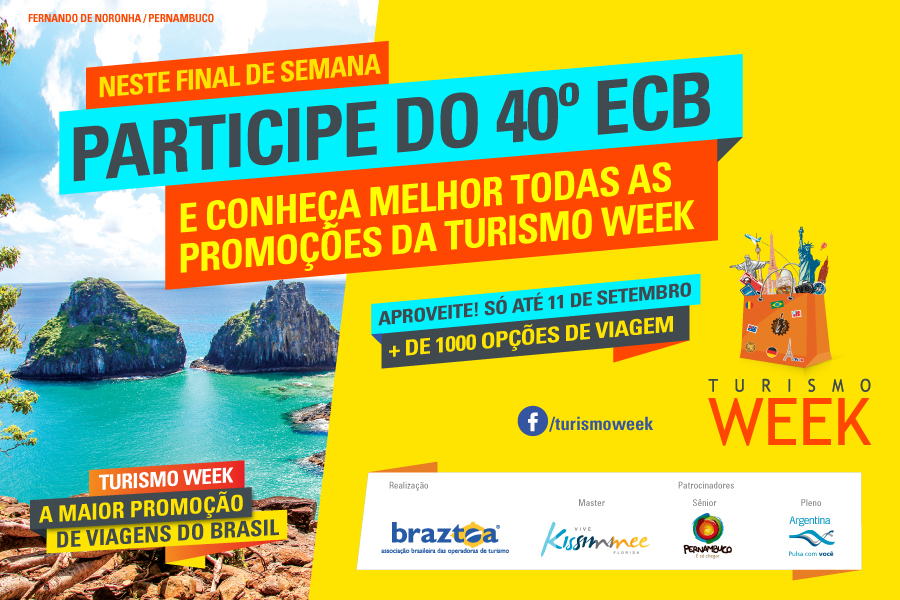 FERNANDO DE NORONHA / PERNAMBUCO
NESTE FINAL DE SEMANA
PARTICIPE DO 40º ECB
E CONHEÇA MELHOR TODAS AS
PROMOÇÕES DA TURISMO WEEK
APROVEITE! SÓ ATÉ 11 DE SETEMBRO
+ DE 1000 OPÇÕES DE VIAGEM
TURISMO
WEEK
f /turismoweek
TURISMO WEEK
A MAIOR PROMOÇÃO
DE VIAGENS DO BRASIL
Realização
braztoa
associação brasileira das operadoras de turismo
Patrocinadores
Master
VIVE
Kissimmee
FLORIDA
Sênior
PERNAMBUCO
É só chegar
Pleno
Argentina
Pulsa com você